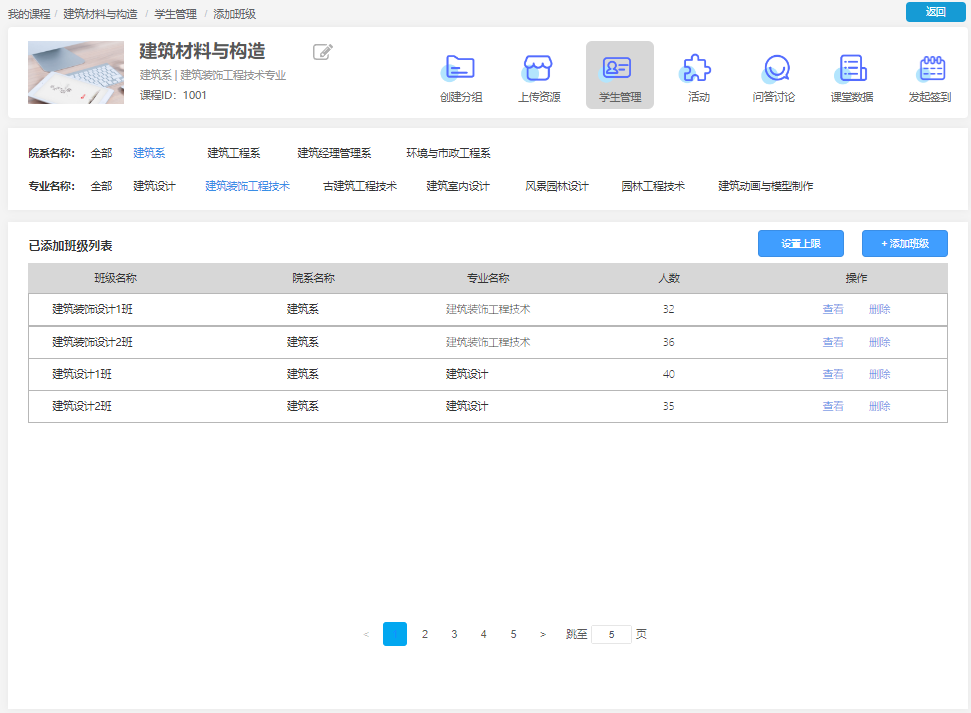 我的课程 / 建筑材料与构造 / 学生管理 / 添加班级
返回
建筑材料与构造
建筑系 | 建筑装饰工程技术专业
课程ID：1001
创建分组 上传资源 学生管理 活动 问答讨论 课堂数据 发起签到
院系名称： 全部 建筑系 建筑工程系 建筑经理管理系 环境与市政工程系
专业名称： 全部 建筑设计 建筑装饰工程技术 古建筑工程技术 建筑室内设计 风景园林设计 园林工程技术 建筑动画与模型制作
已添加班级列表 设置上限 + 添加班级
班级名称 院系名称 专业名称 人数 操作
建筑装饰设计1班 建筑系 建筑装饰工程技术 32 查看 删除
建筑装饰设计2班 建筑系 建筑装饰工程技术 36 查看 删除
建筑设计1班 建筑系 建筑设计 40 查看 删除
建筑设计2班 建筑系 建筑设计 35 查看 删除
< 1 2 3 4 5 > 跳至 5 页